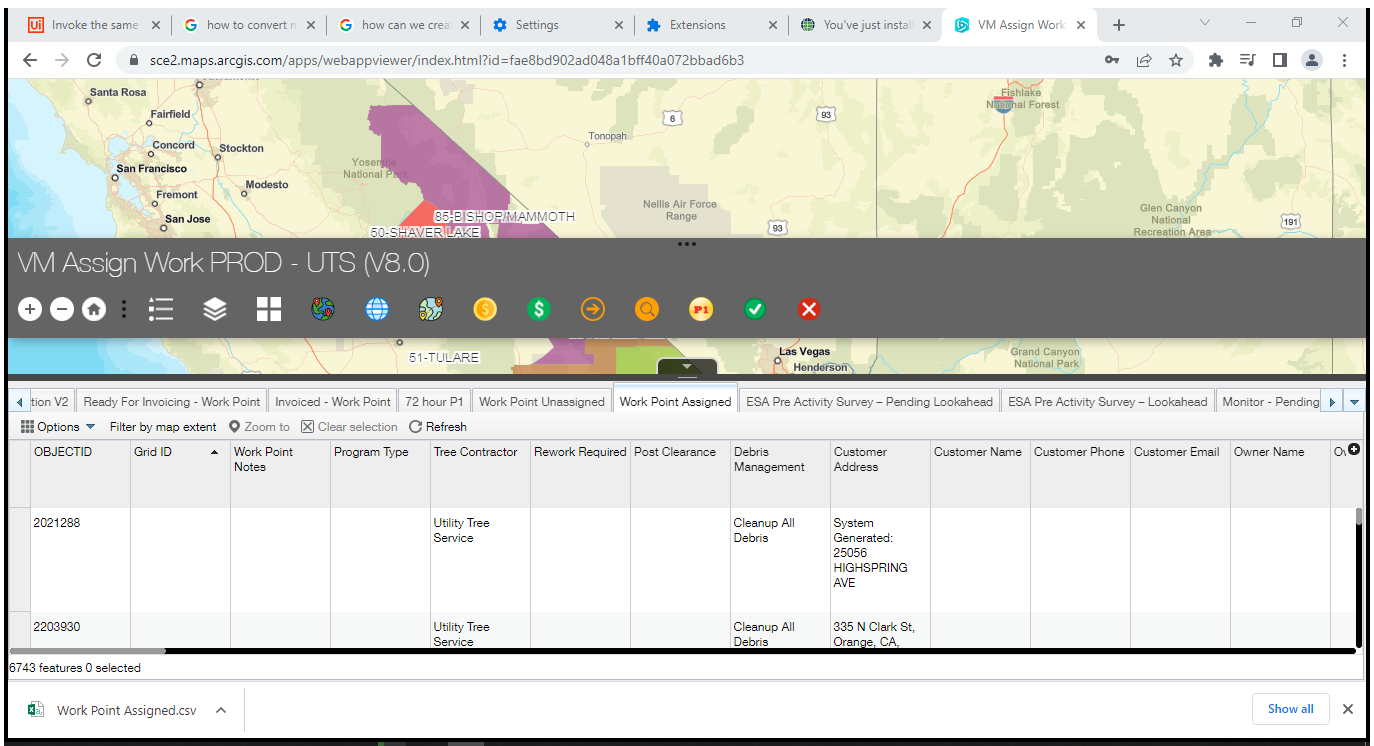 Invoke the same
how to convert n
how can we crea
Settings
Extensions
You've just instal
VM Assign Work
sce2.maps.arcgis.com/apps/webappviewer/index.html?id=fae8bd902ad048a1bff40a072bbad6b3
Santa Rosa
Fairfield
Concord
Stockton
San Francisco
Modesto
Fremont
San Jose
Yosemite
National Park
Tonopah
6
93
Fishlake
National Forest
Nellis Air Force
Range
93
Glen Canyon
National
Recreation Area
191
85-BISHOP/MAMMOTH
50-SHAVER LAKE
VM Assign Work PROD - UTS (V8.0)
P1
51-TULARE
Las Vegas
Henderson
Grand Canyon
National Park
tion V2 Ready For Invoicing - Work Point Invoiced - Work Point 72 hour P1 Work Point Unassigned Work Point Assigned ESA Pre Activity Survey – Pending Lookahead ESA Pre Activity Survey – Lookahead Monitor - Pending
Options Filter by map extent Zoom to Clear selection Refresh
OBJECTID Grid ID Work Point Program Type Tree Contractor Rework Required Post Clearance Debris Customer Customer Name Customer Phone Customer Email Owner Name
Notes Management Address
2021288 Utility Tree Cleanup All System
Service Debris Generated:
25056
HIGHSPRING
AVE
2203930 Utility Tree Cleanup All 335 N Clark St,
Service Debris Orange, CA,
6743 features 0 selected
Work Point Assigned.csv
Show all